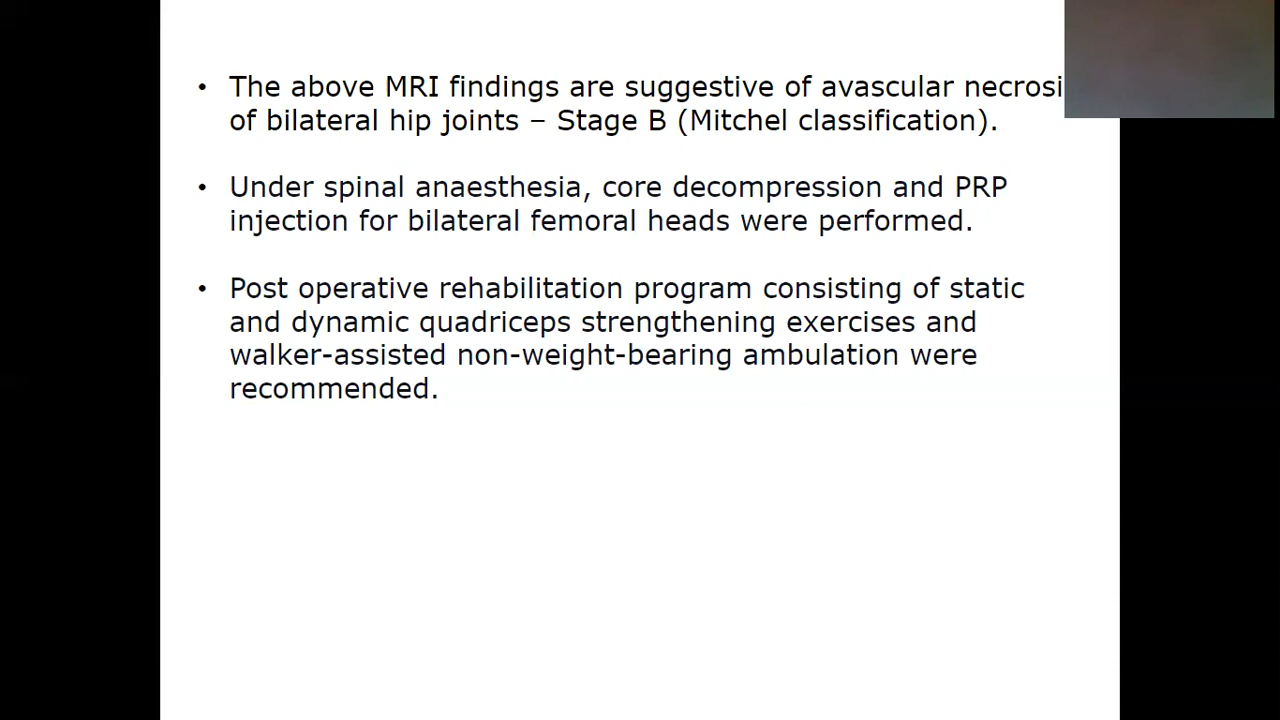 • The above MRI findings are suggestive of avascular necrosi
of bilateral hip joints – Stage B (Mitchel classification).
• Under spinal anaesthesia, core decompression and PRP
injection for bilateral femoral heads were performed.
• Post operative rehabilitation program consisting of static
and dynamic quadriceps strengthening exercises and
walker-assisted non-weight-bearing ambulation were
recommended.